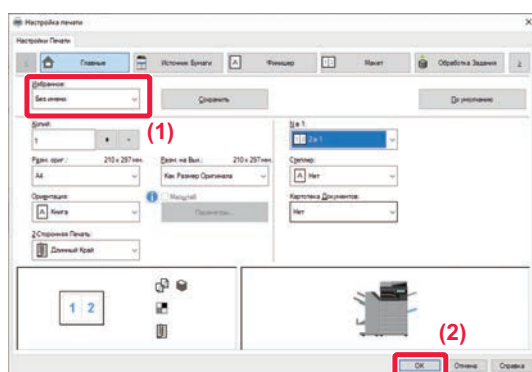 Настройка печати
Настройки Печати
Главные Источник Бумаги Финишер Макет Обработка Задания
Избранное:
Без имени Сохранить По умолчанию
(1)
Копий: N в 1:
1 2 в 1
Разм. ориг.: 210 x 297 мм. Разм. на Вых.: 210 x 297 мм. Степлер:
A4 Как Размер Оригинала Нет
Ориентация: Масштаб Картотека Документов:
Книга Параметры... Нет
2-Сторонняя Печать:
Длинный Край
1 2
(2)
OK Отмена Справка